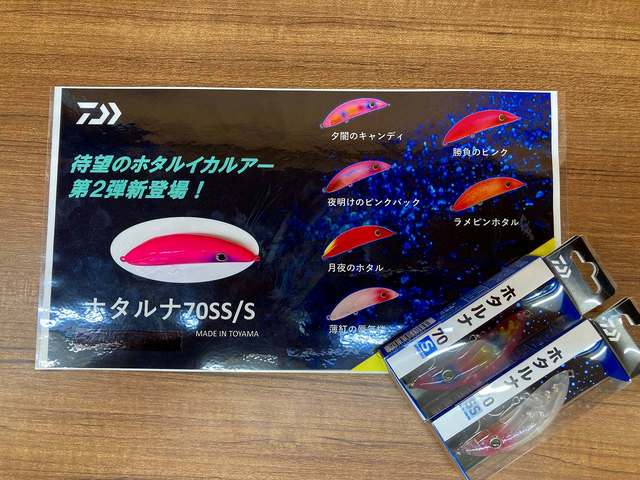 待望のホタルイカルアー
第2弾新登場！
ホタルナ70SS/S
MADE IN TOYAMA
夕闇のキャンディ
夜明けのピンクバック
月夜のホタル
薄紅の
勝負のピンク
ラメピンホタル
ホタルナ
70
S
ホタルナ
SS